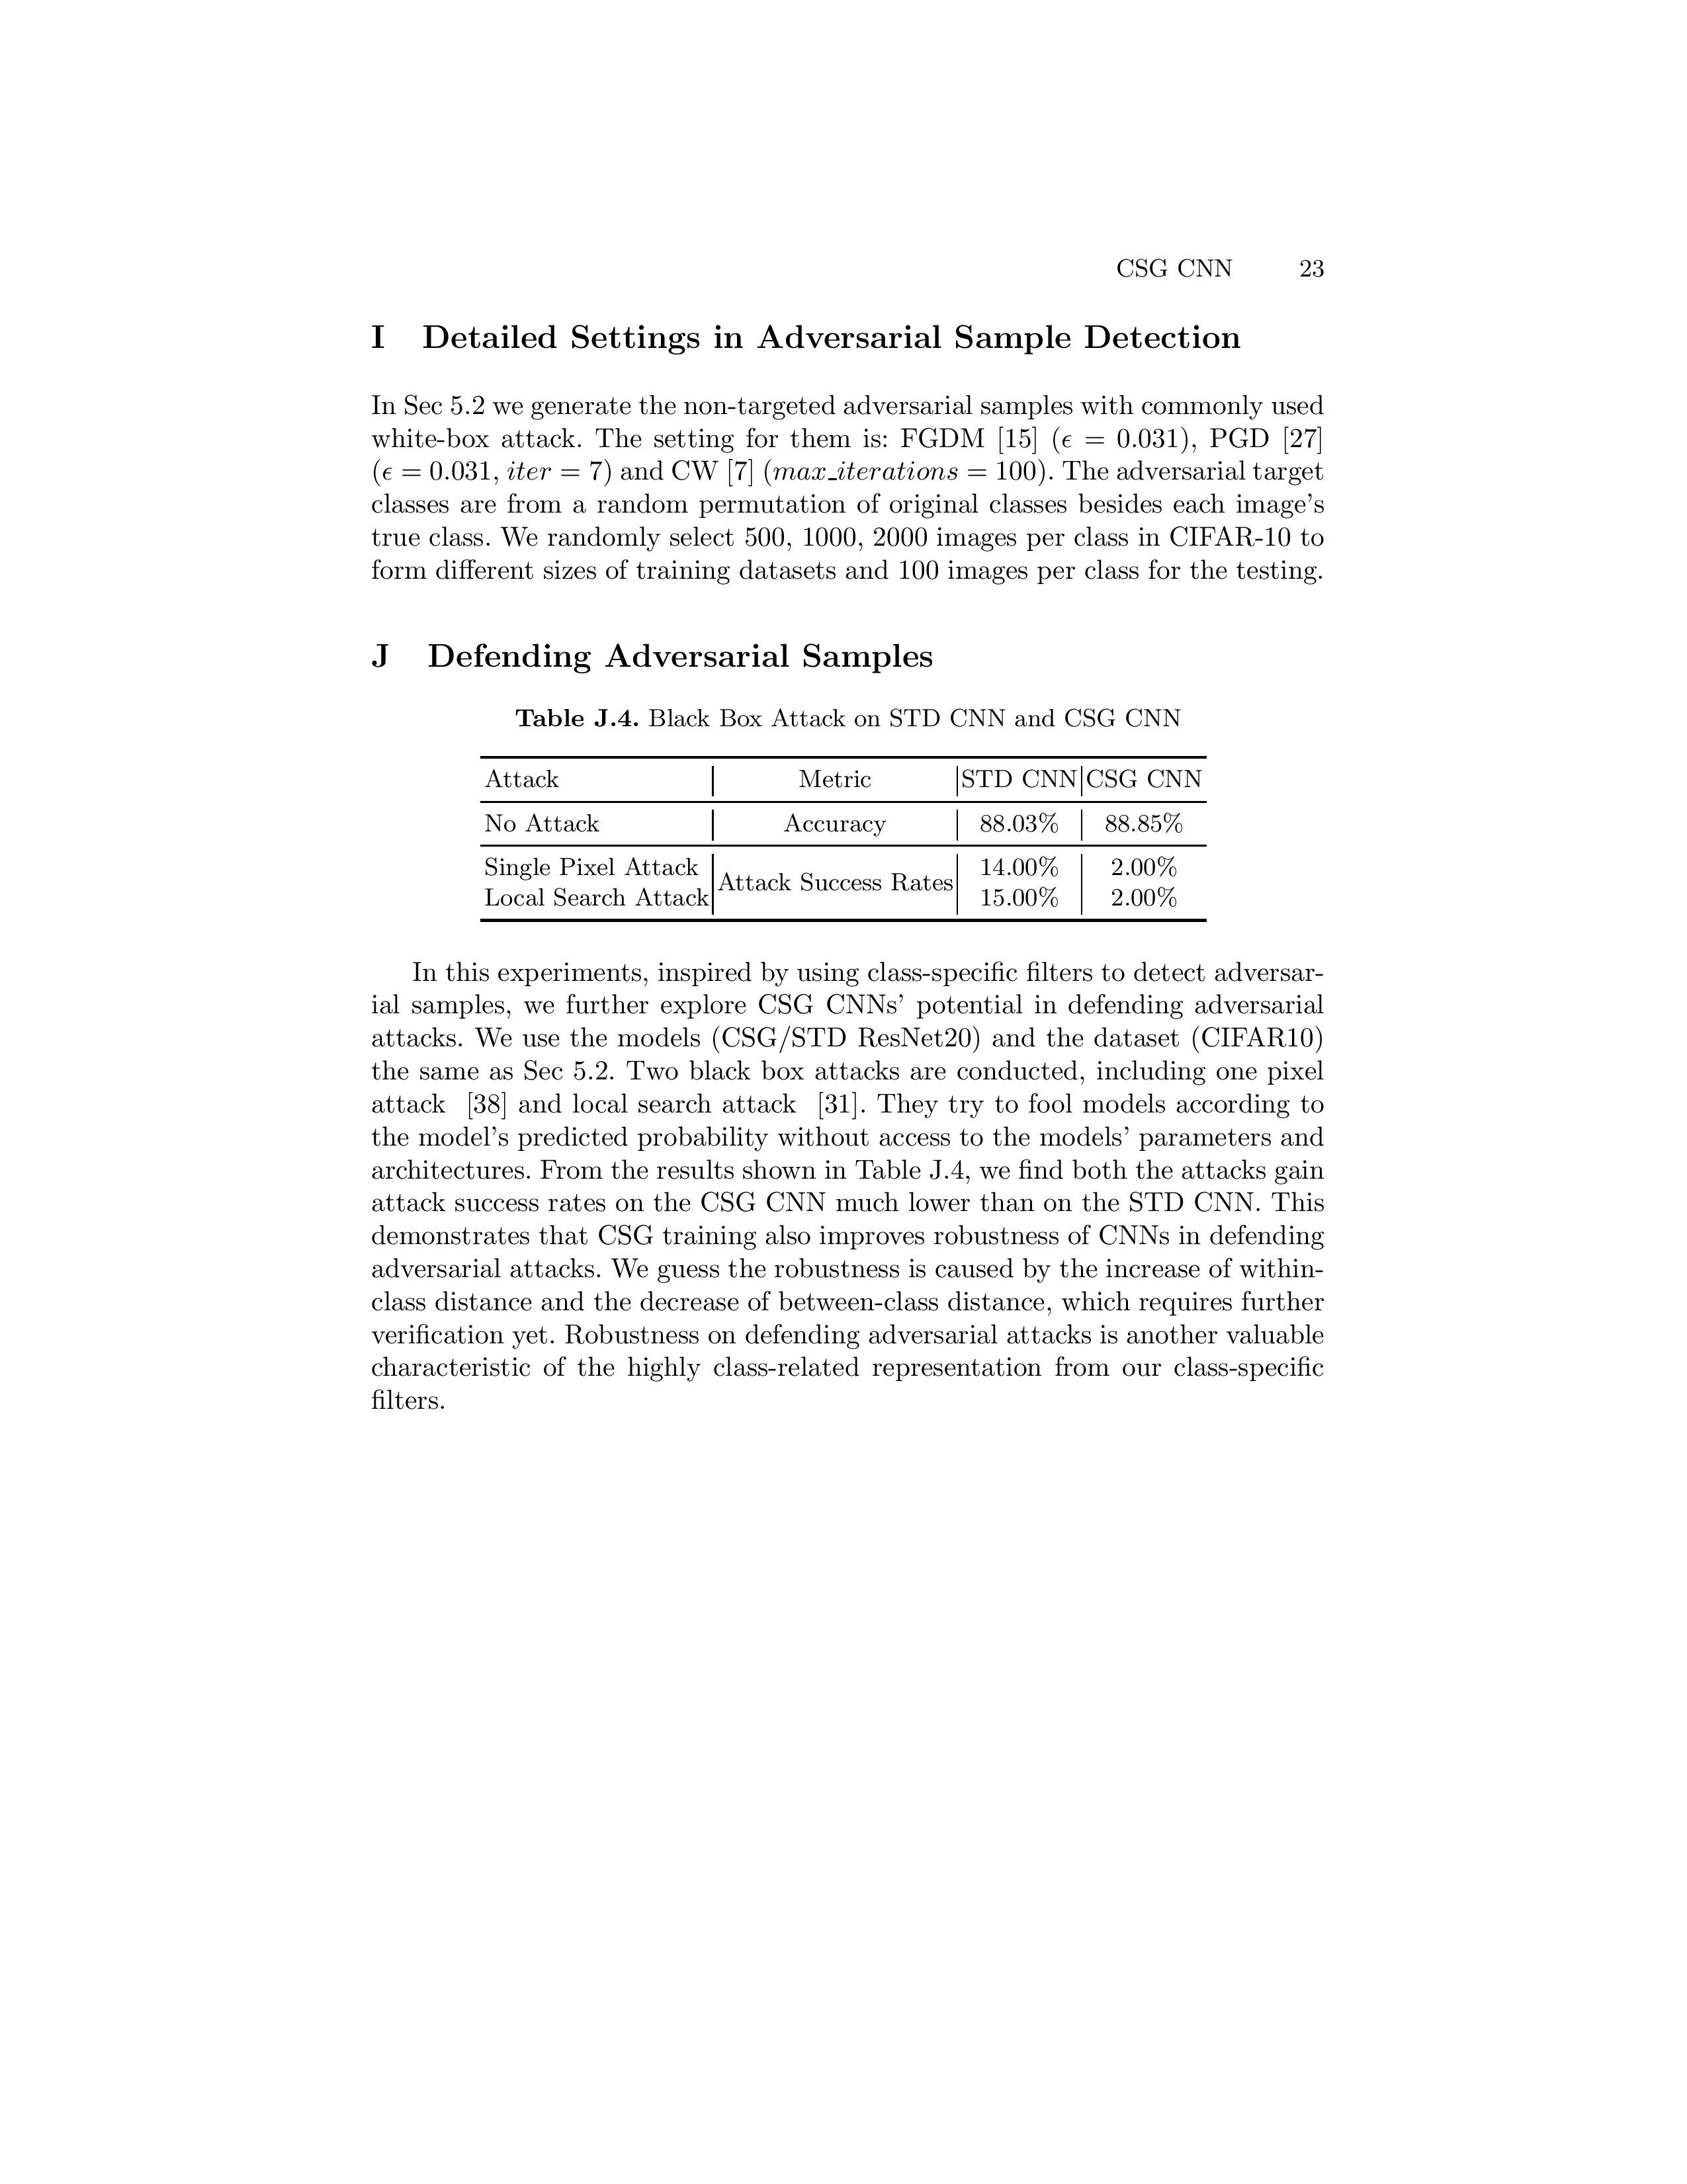 CSG CNN 23
I Detailed Settings in Adversarial Sample Detection
In Sec 5.2 we generate the non-targeted adversarial samples with commonly used
white-box attack. The setting for them is: FGDM [15] (ϵ = 0.031), PGD [27]
(ϵ = 0.031, iter = 7) and CW [7] (max_iterations = 100). The adversarial target
classes are from a random permutation of original classes besides each image's
true class. We randomly select 500, 1000, 2000 images per class in CIFAR-10 to
form different sizes of training datasets and 100 images per class for the testing.
J Defending Adversarial Samples
Table J.4. Black Box Attack on STD CNN and CSG CNN
Attack Metric STD CNN CSG CNN
No Attack Accuracy 88.03% 88.85%
Single Pixel Attack 14.00% 2.00%
Attack Success Rates
Local Search Attack 15.00% 2.00%
In this experiments, inspired by using class-specific filters to detect adversar-
ial samples, we further explore CSG CNNs' potential in defending adversarial
attacks. We use the models (CSG/STD ResNet20) and the dataset (CIFAR10)
the same as Sec 5.2. Two black box attacks are conducted, including one pixel
attack [38] and local search attack [31]. They try to fool models according to
the model's predicted probability without access to the models' parameters and
architectures. From the results shown in Table J.4, we find both the attacks gain
attack success rates on the CSG CNN much lower than on the STD CNN. This
demonstrates that CSG training also improves robustness of CNNs in defending
adversarial attacks. We guess the robustness is caused by the increase of within-
class distance and the decrease of between-class distance, which requires further
verification yet. Robustness on defending adversarial attacks is another valuable
characteristic of the highly class-related representation from our class-specific
filters.